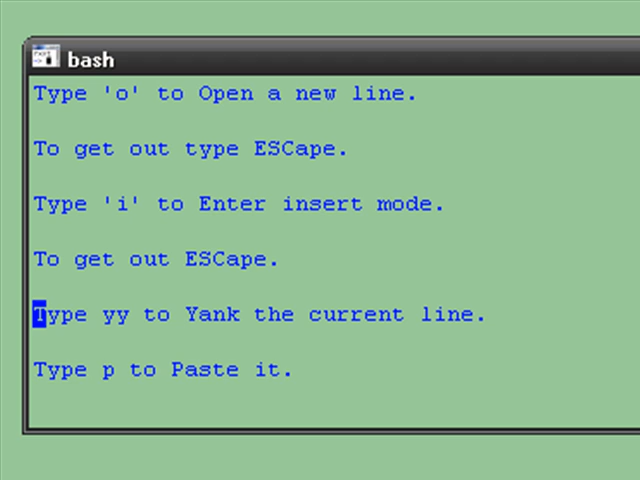 bash
Type 'o' to Open a new line.
To get out type ESCape.
Type 'i' to Enter insert mode.
To get out ESCape.
Type yy to Yank the current line.
Type p to Paste it.